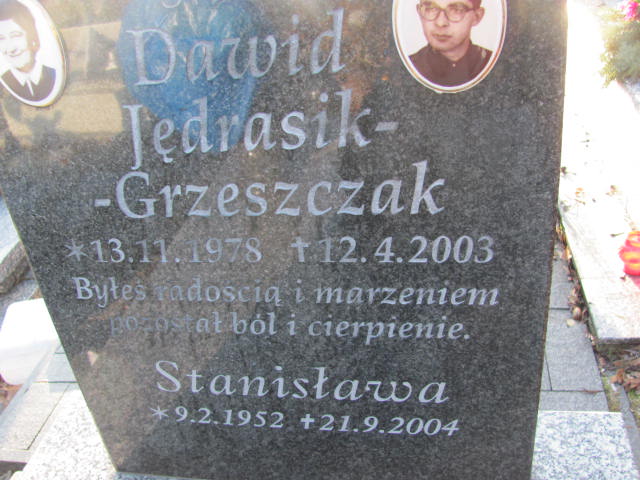 Dawid
Jędrasik-
-Grzeszczak
*13.11.1978 †12.4.2003
Byłeś radością i marzeniem
pozostał ból i cierpienie.
Stanisława
*9.2.1952 †21.9.2004